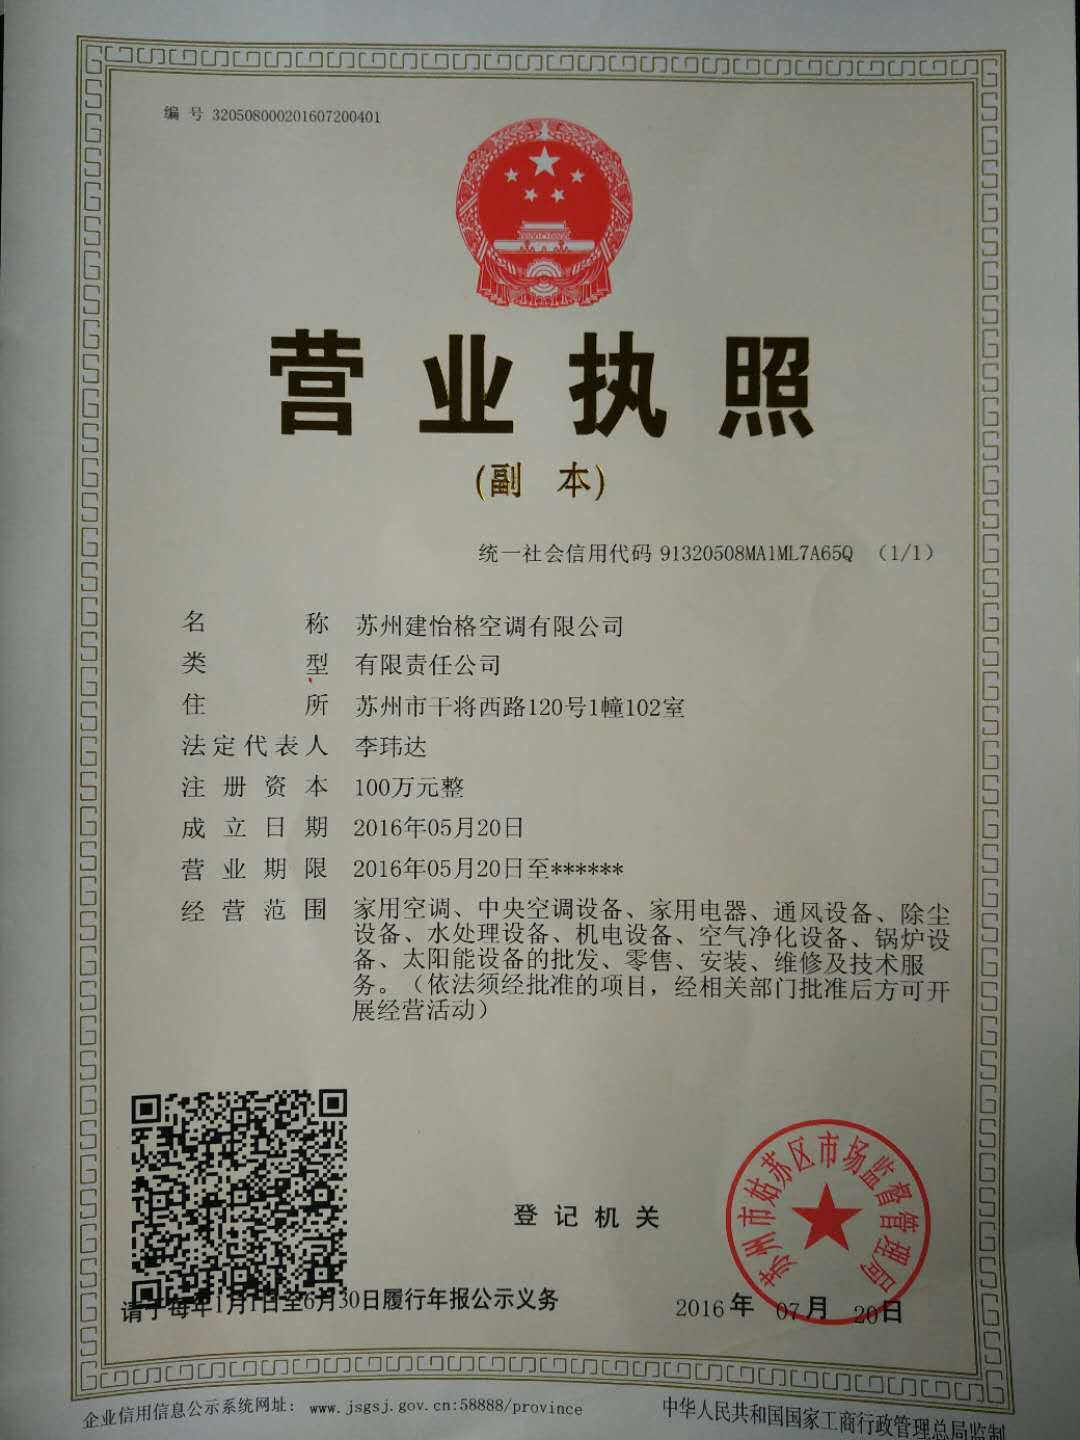 编 号 320508000201607200401
营业执照
(副 本)
统一社会信用代码 91320508MA1ML7A65Q （1/1）
名 称 苏州建怡格空调有限公司
类 型 有限责任公司
住 所 苏州市干将西路120号1幢102室
法定代表人 李玮达
注册资本 100万元整
成立日期 2016年05月20日
营业期限 2016年05月20日至******
经营范围 家用空调、中央空调设备、家用电器、通风设备、除尘
设备、水处理设备、机电设备、空气净化设备、锅炉设
备、太阳能设备的批发、零售、安装、维修及技术服
务。（依法须经批准的项目，经相关部门批准后方可开
展经营活动）
登记机关
苏州市姑苏区市场监督管理局
请于每年1月1日至6月30日履行年报公示义务
2016年 07月 20日
企业信用信息公示系统网址： www.jsgsj.gov.cn:58888/province
中华人民共和国国家工商行政管理总局监制